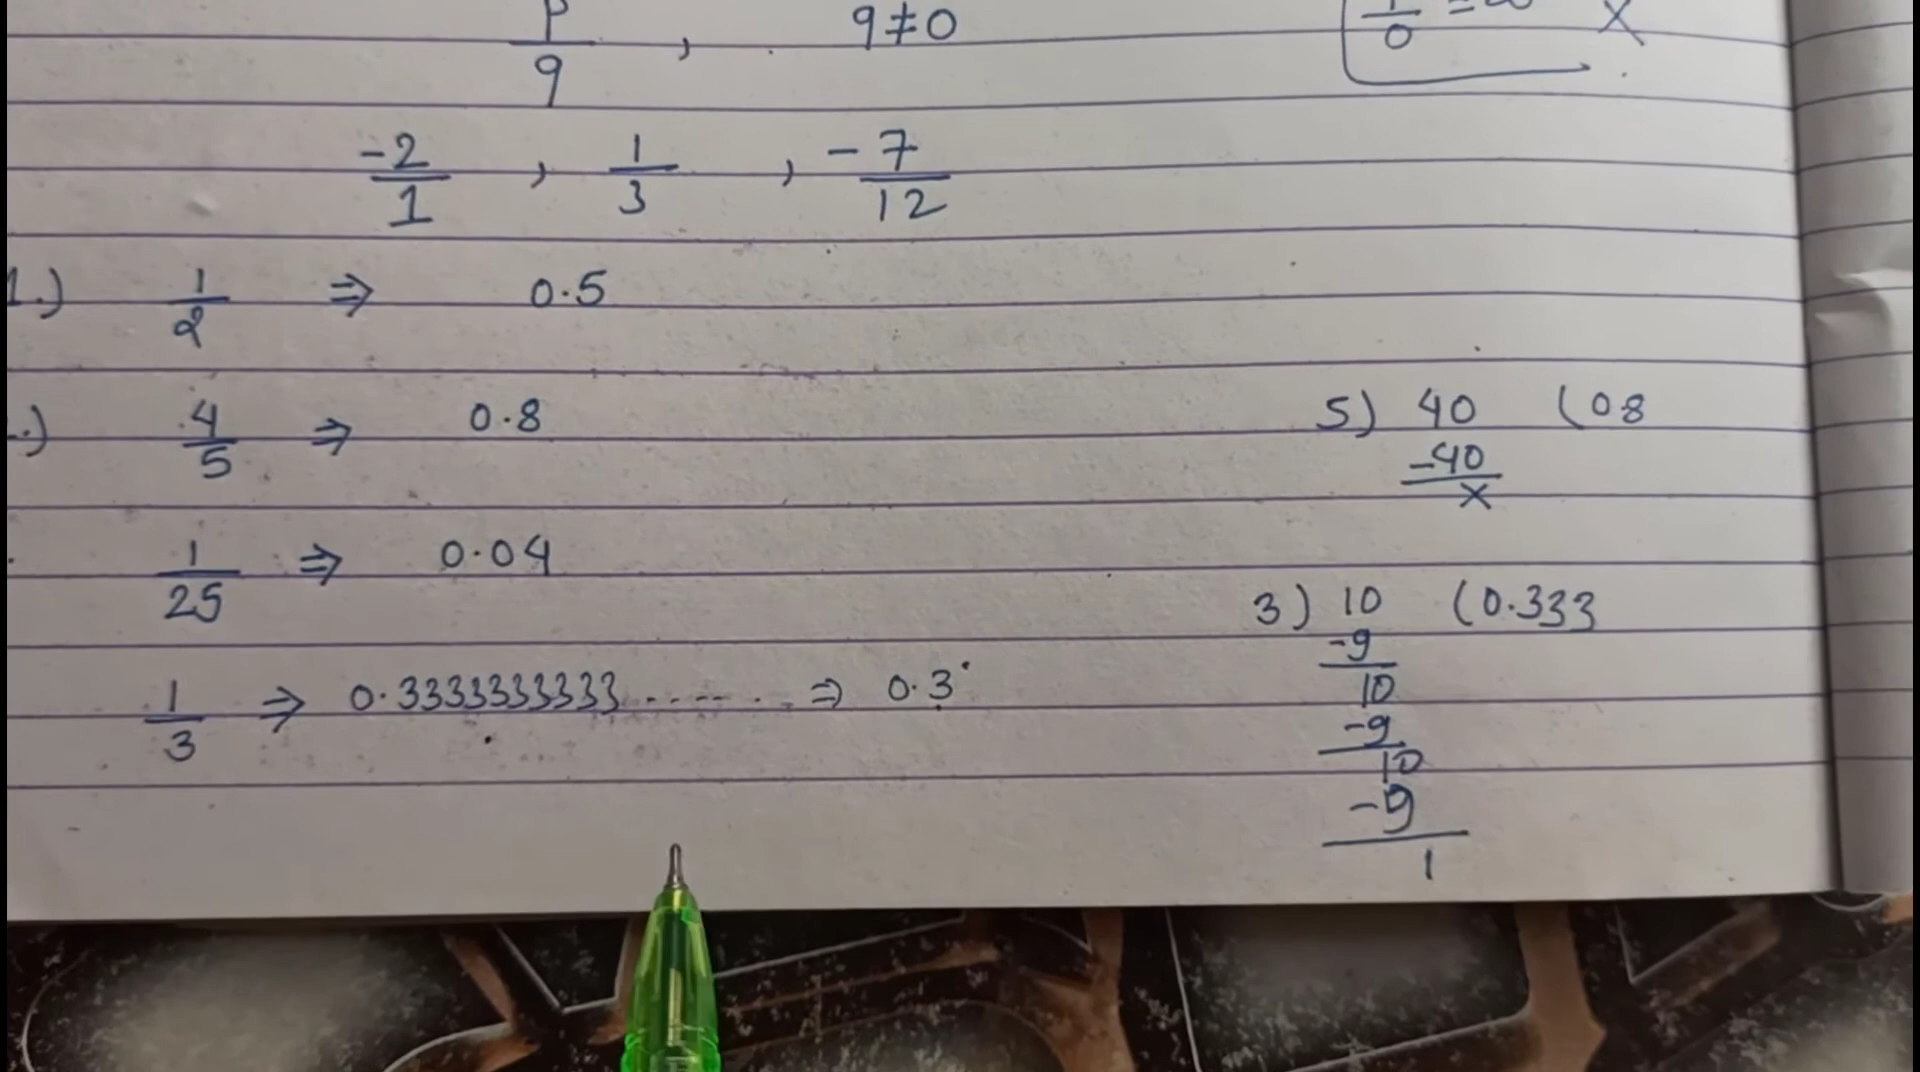 p/q , q≠0
1/0 = ∞ X
-2/1 , 1/3 , -7/12
1.) 1/2 ⇒ 0.5
4/5 ⇒ 0.8
5) 40 (08
-40
x
1/25 ⇒ 0.04
3) 10 (0.333
-9
10
-9
10
-9
1
1/3 ⇒ 0.3333333333....... ⇒ 0.3̇